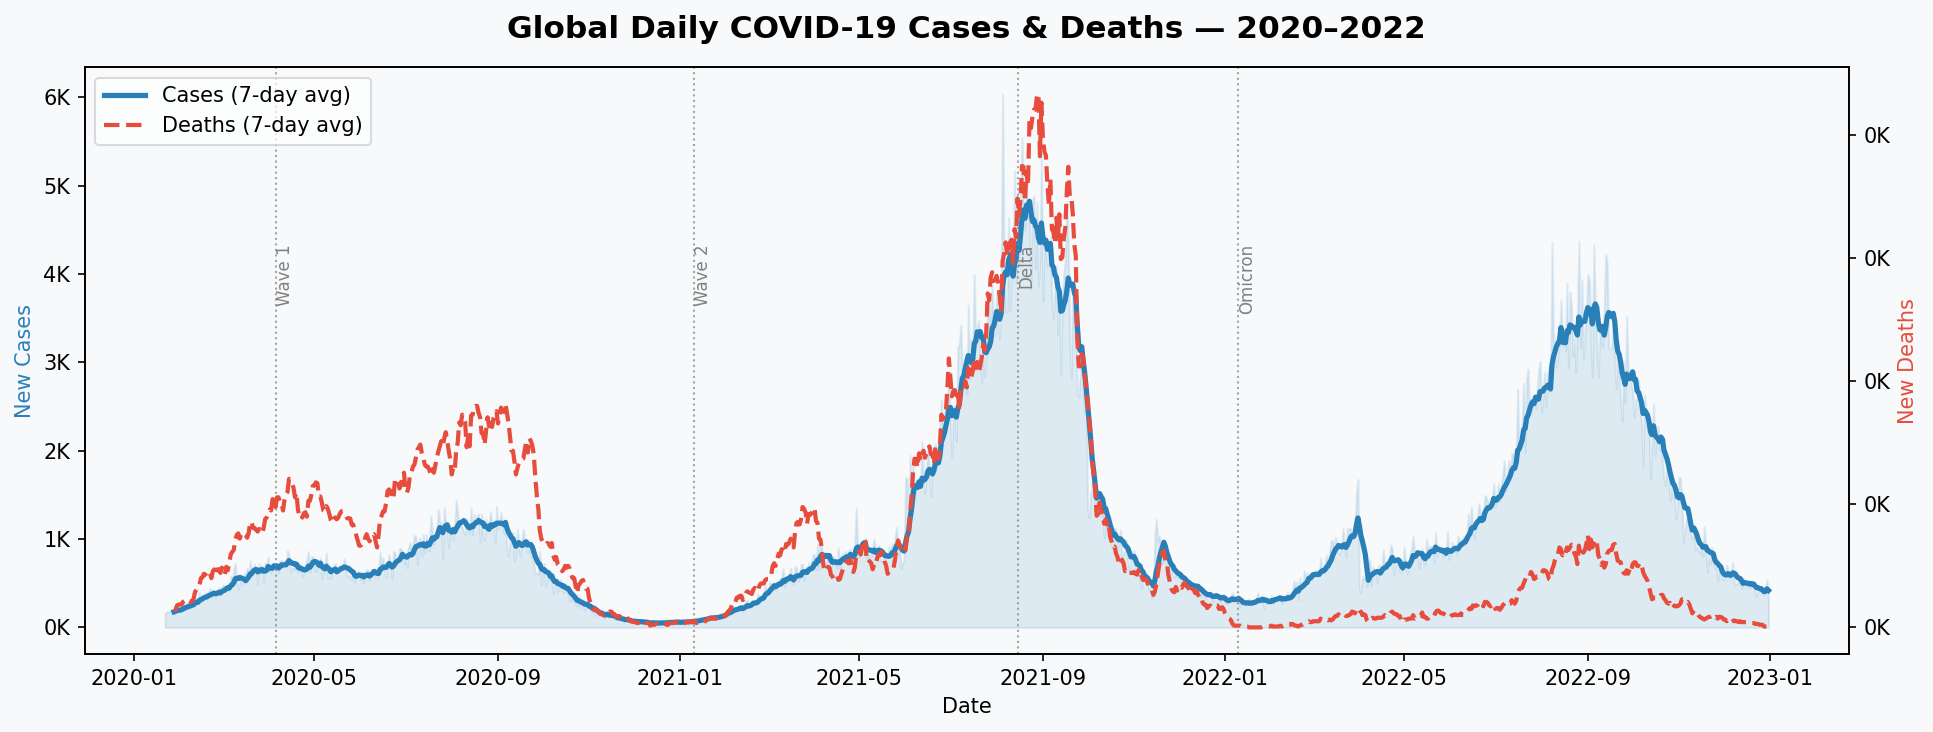 Global Daily COVID-19 Cases & Deaths — 2020–2022
Cases (7-day avg)
Deaths (7-day avg)
6K
5K
4K
3K
2K
1K
0K
New Cases
Wave 1
Wave 2
Delta
Omicron
0K
0K
0K
0K
0K
New Deaths
2020-01
2020-05
2020-09
2021-01
2021-05
2021-09
2022-01
2022-05
2022-09
2023-01
Date